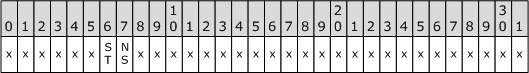 0 1 2 3 4 5 6 7 8 9 10 1 2 3 4 5 6 7 8 9 20 1 2 3 4 5 6 7 8 9 30 1
x x x x x x ST NS x x x x x x x x x x x x x x x x x x x x x x x x